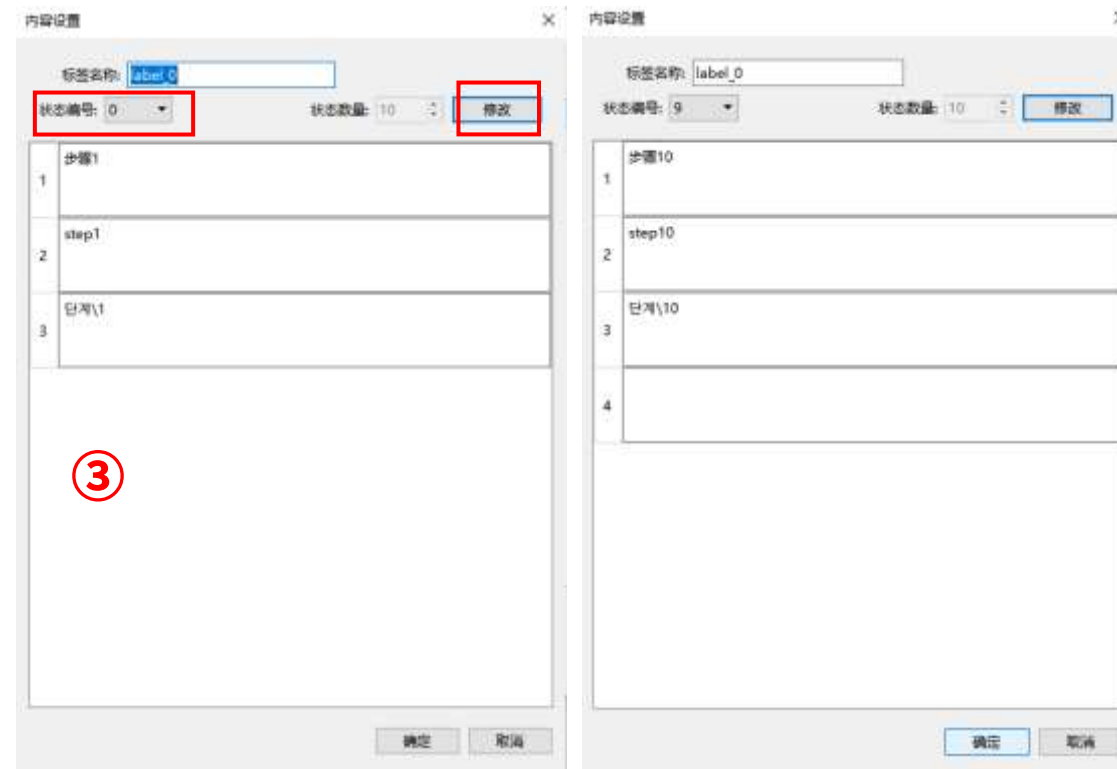 内容设置
标签名称: label_0
状态编号: 0
状态数量: 10
修改
1
步骤1
2
step1
3
단계\1
③
确定
取消
内容设置
标签名称: label_0
状态编号: 9
状态数量: 10
修改
1
步骤10
2
step10
3
단계\10
4
确定
取消